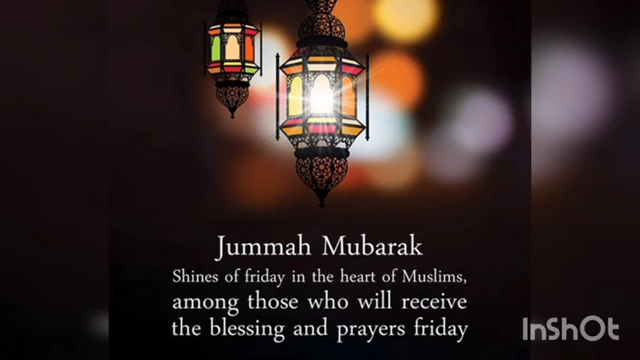 Jummah Mubarak
Shines of friday in the heart of Muslims,
among those who will receive
the blessing and prayers friday
InShOt